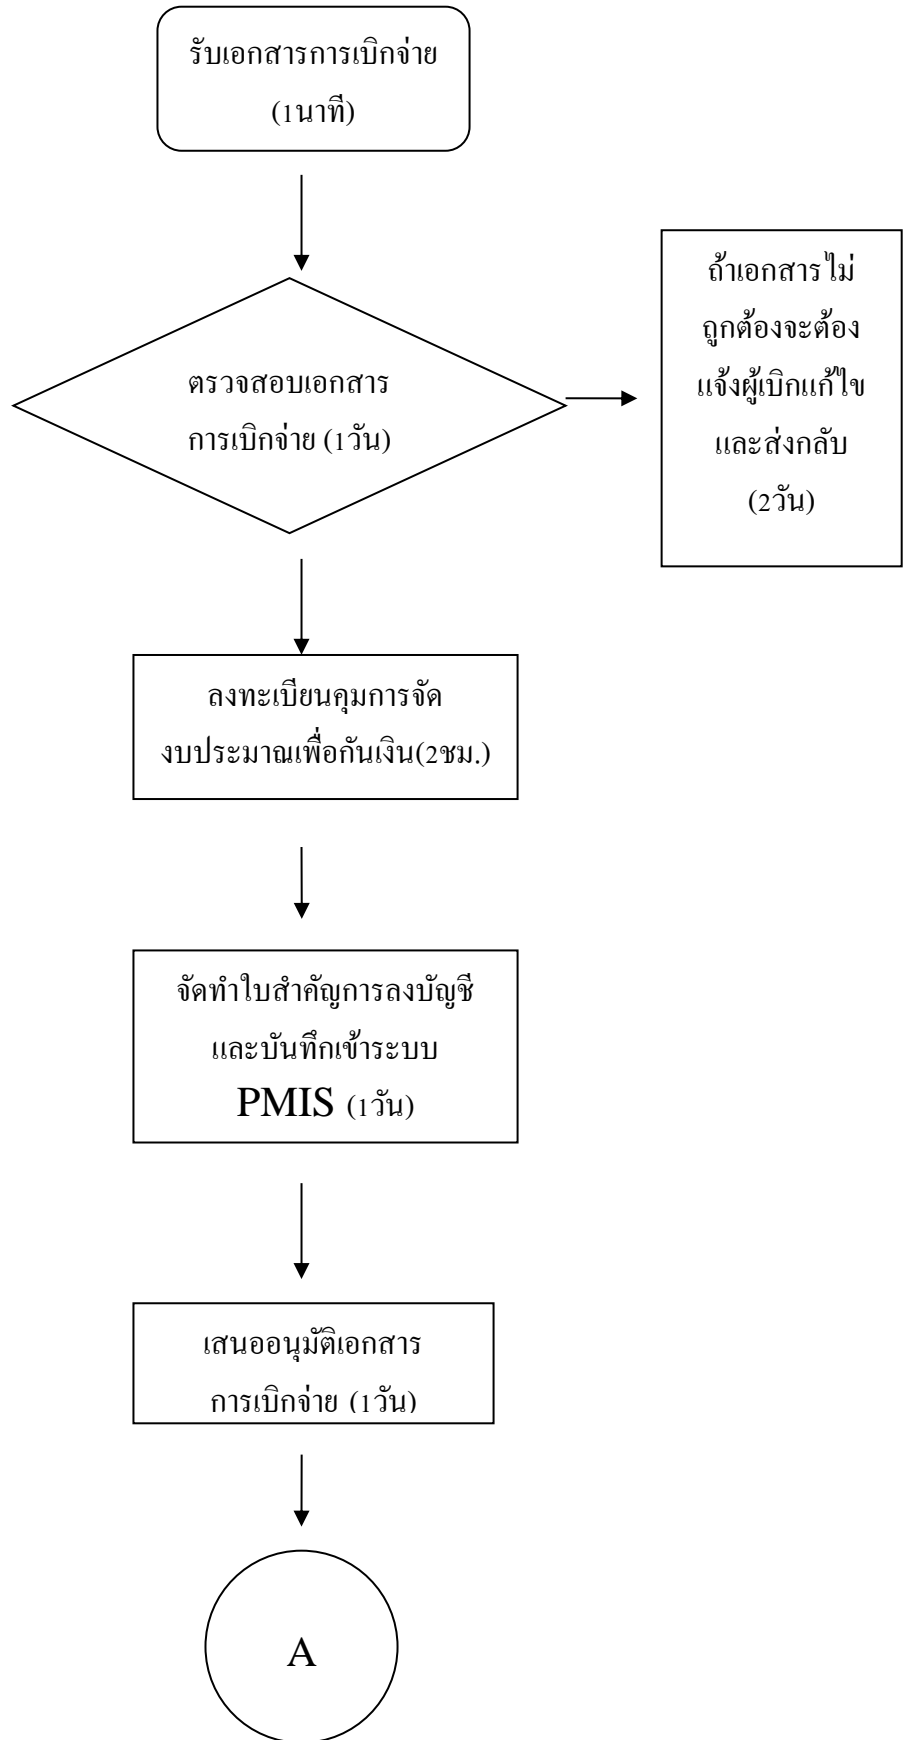 รับเอกสารการเบิกจ่าย
(1นาที)
ตรวจสอบเอกสาร
การเบิกจ่าย (1วัน)
ถ้าเอกสารไม่
ถูกต้องจะต้อง
แจ้งผู้เบิกแก้ไข
และส่งกลับ
(2วัน)
ลงทะเบียนคุมการจัด
งบประมาณเพื่อกันเงิน(2ชม.)
จัดทำใบสำคัญการลงบัญชี
และบันทึกเข้าระบบ
PMIS (1วัน)
เสนออนุมัติเอกสาร
การเบิกจ่าย (1วัน)
A